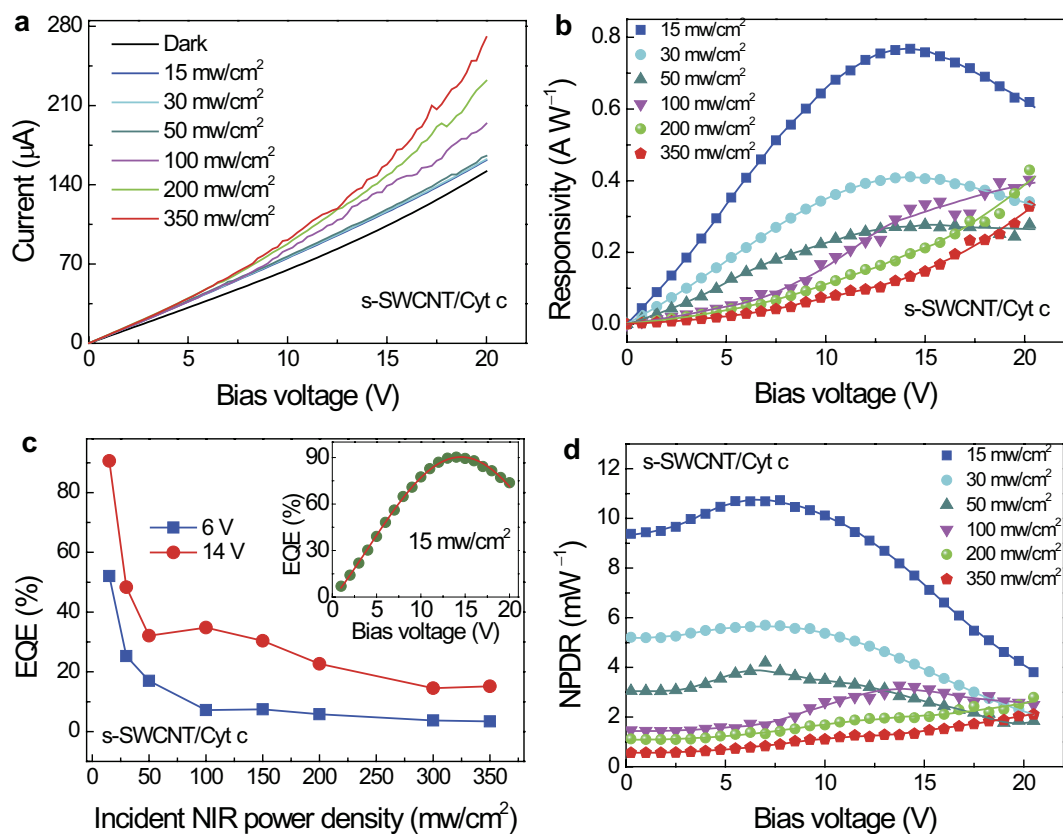 a
Current (μA)
280
210
140
70
0
Dark
15 mw/cm²
30 mw/cm²
50 mw/cm²
100 mw/cm²
200 mw/cm²
350 mw/cm²
s-SWCNT/Cyt c
0 5 10 15 20
Bias voltage (V)
b
Responsivity (A W⁻¹)
0.8
0.6
0.4
0.2
0.0
15 mw/cm²
30 mw/cm²
50 mw/cm²
100 mw/cm²
200 mw/cm²
350 mw/cm²
s-SWCNT/Cyt c
0 5 10 15 20
Bias voltage (V)
c
EQE (%)
80
60
40
20
0
6 V
14 V
s-SWCNT/Cyt c
EQE (%)
90
60
30
0
15 mw/cm²
0 5 10 15 20
Bias voltage (V)
0 50 100 150 200 250 300 350
Incident NIR power density (mw/cm²)
d
NPDR (mW⁻¹)
12
10
8
6
4
2
0
s-SWCNT/Cyt c
15 mw/cm²
30 mw/cm²
50 mw/cm²
100 mw/cm²
200 mw/cm²
350 mw/cm²
0 5 10 15 20
Bias voltage (V)